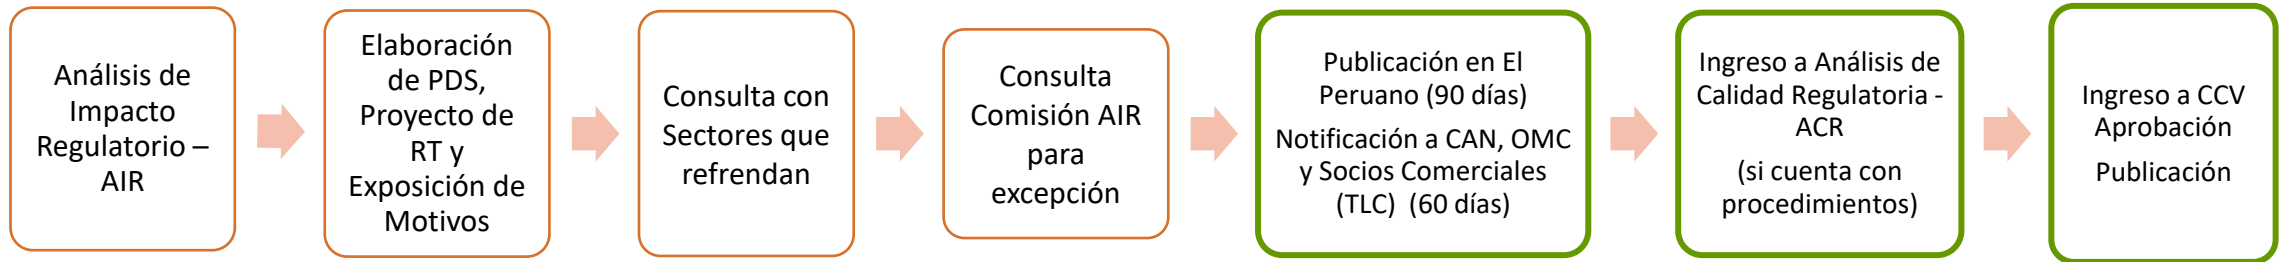 Análisis de
Impacto
Regulatorio –
AIR
Elaboración
de PDS,
Proyecto de
RT y
Exposición de
Motivos
Consulta con
Sectores que
refrendan
Consulta
Comisión AIR
para
excepción
Publicación en El
Peruano (90 días)
Notificación a CAN, OMC
y Socios Comerciales
(TLC)  (60 días)
Ingreso a Análisis de
Calidad Regulatoria -
ACR
(si cuenta con
procedimientos)
Ingreso a CCV
Aprobación
Publicación